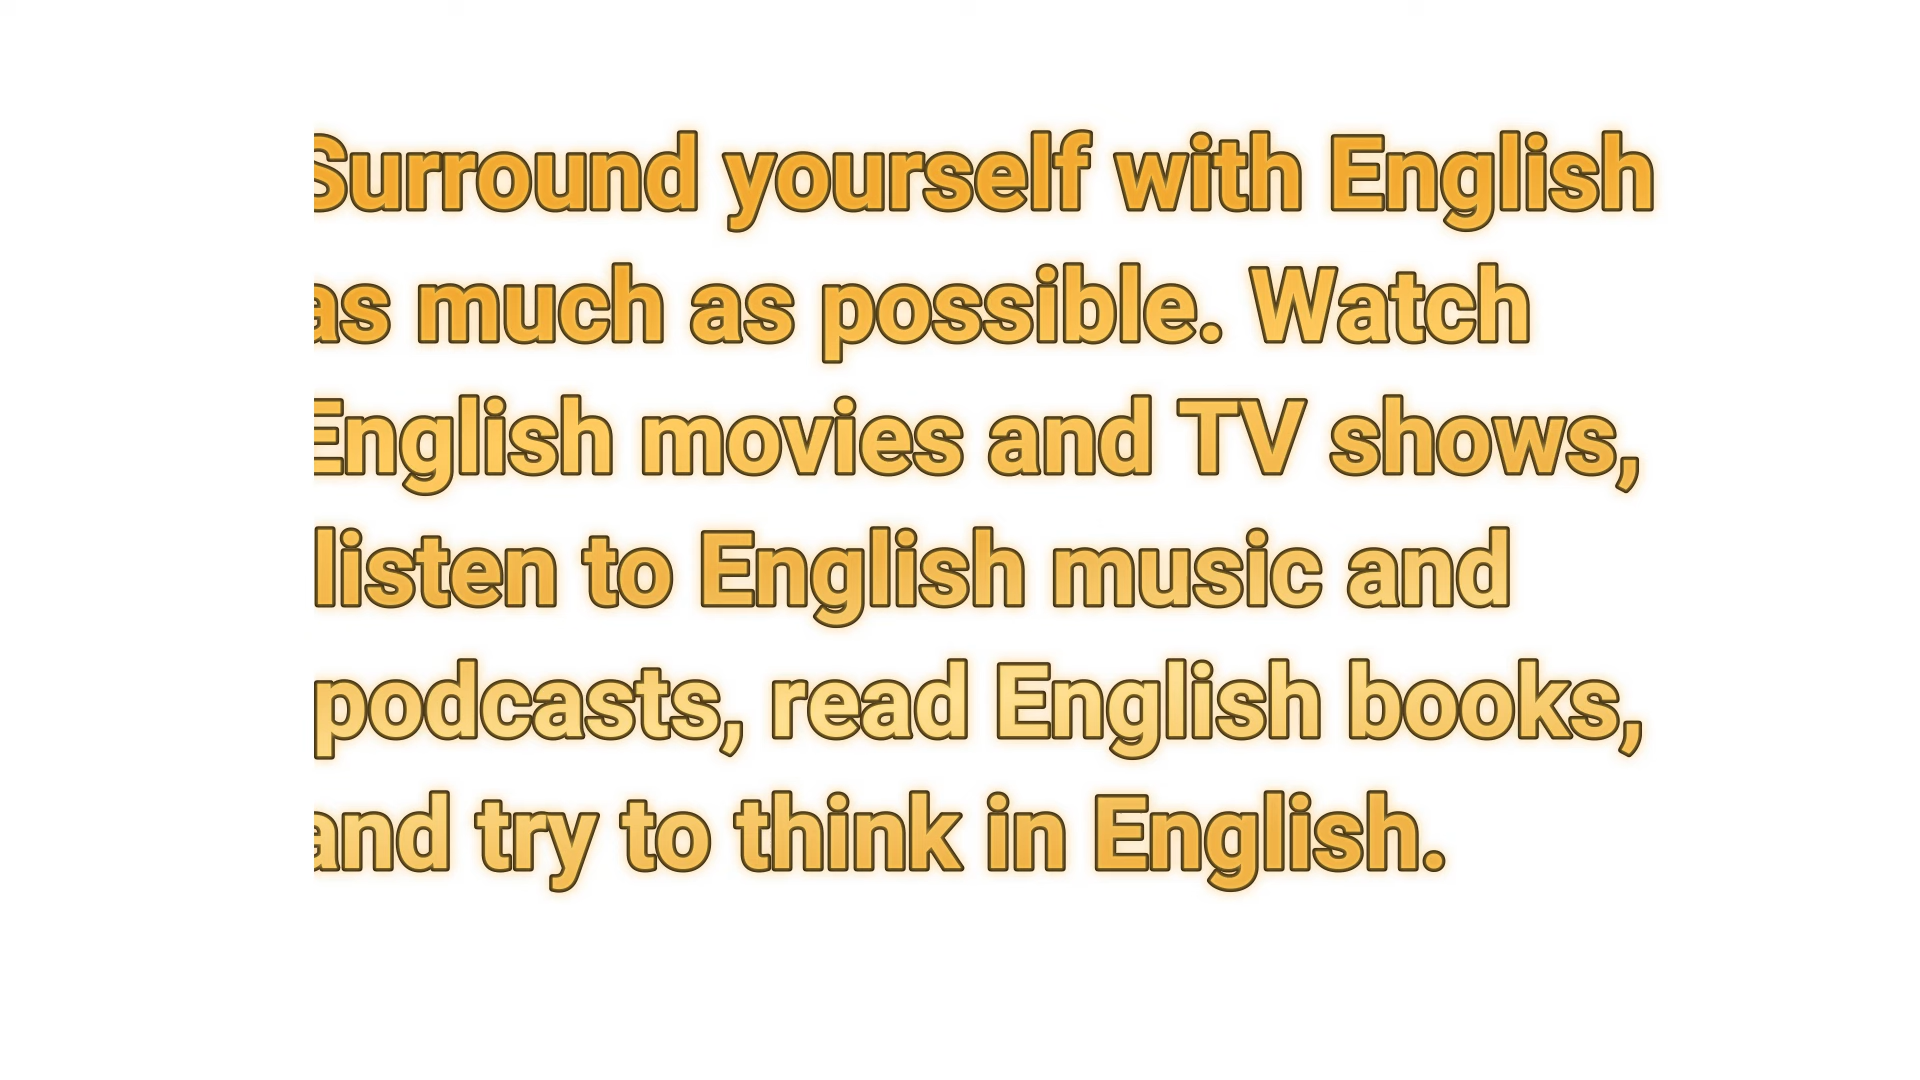 Surround yourself with English
as much as possible. Watch
English movies and TV shows,
listen to English music and
podcasts, read English books,
and try to think in English.